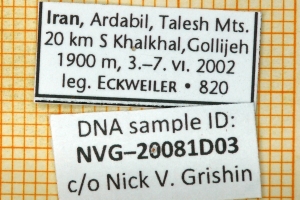 Iran, Ardabil, Talesh Mts.
20 km S Khalkhal, Gollijeh
1900 m, 3.–7. VI. 2002
leg. ECKWEILER • 820
DNA sample ID:
NVG–20081D03
c/o Nick V. Grishin